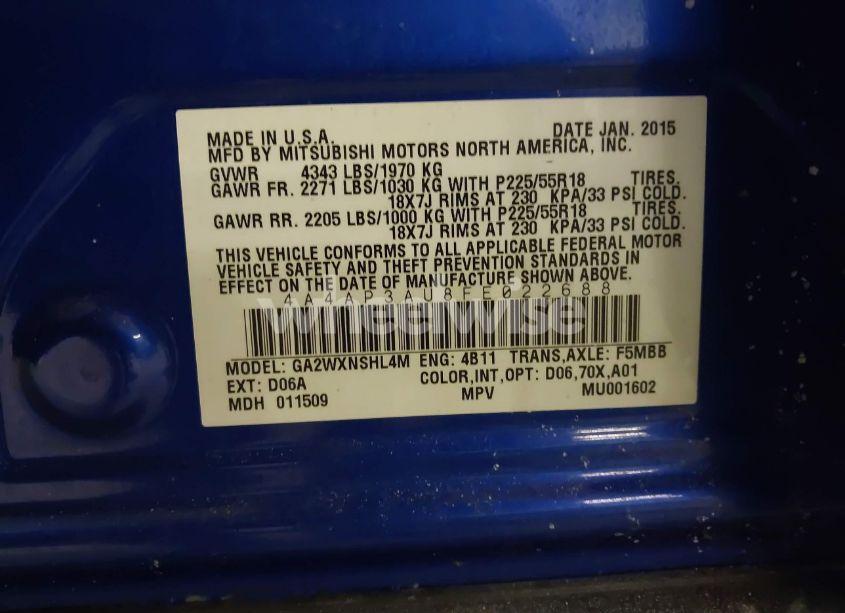 MADE IN U.S.A. DATE JAN. 2015
MFD BY MITSUBISHI MOTORS NORTH AMERICA, INC.
GVWR 4343 LBS/1970 KG
GAWR FR. 2271 LBS/1030 KG WITH P225/55R18 TIRES,
18X7J RIMS AT 230 KPA/33 PSI COLD.
GAWR RR. 2205 LBS/1000 KG WITH P225/55R18 TIRES,
18X7J RIMS AT 230 KPA/33 PSI COLD.
THIS VEHICLE CONFORMS TO ALL APPLICABLE FEDERAL MOTOR
VEHICLE SAFETY AND THEFT PREVENTION STANDARDS IN
EFFECT ON THE DATE OF MANUFACTURE SHOWN ABOVE.
4A4AP3AU8FE022688
wheelwise
MODEL: GA2WXNSHL4M ENG: 4B11 TRANS,AXLE: F5MBB
EXT: D06A COLOR,INT,OPT: D06,70X,A01
MDH 011509 MPV MU001602